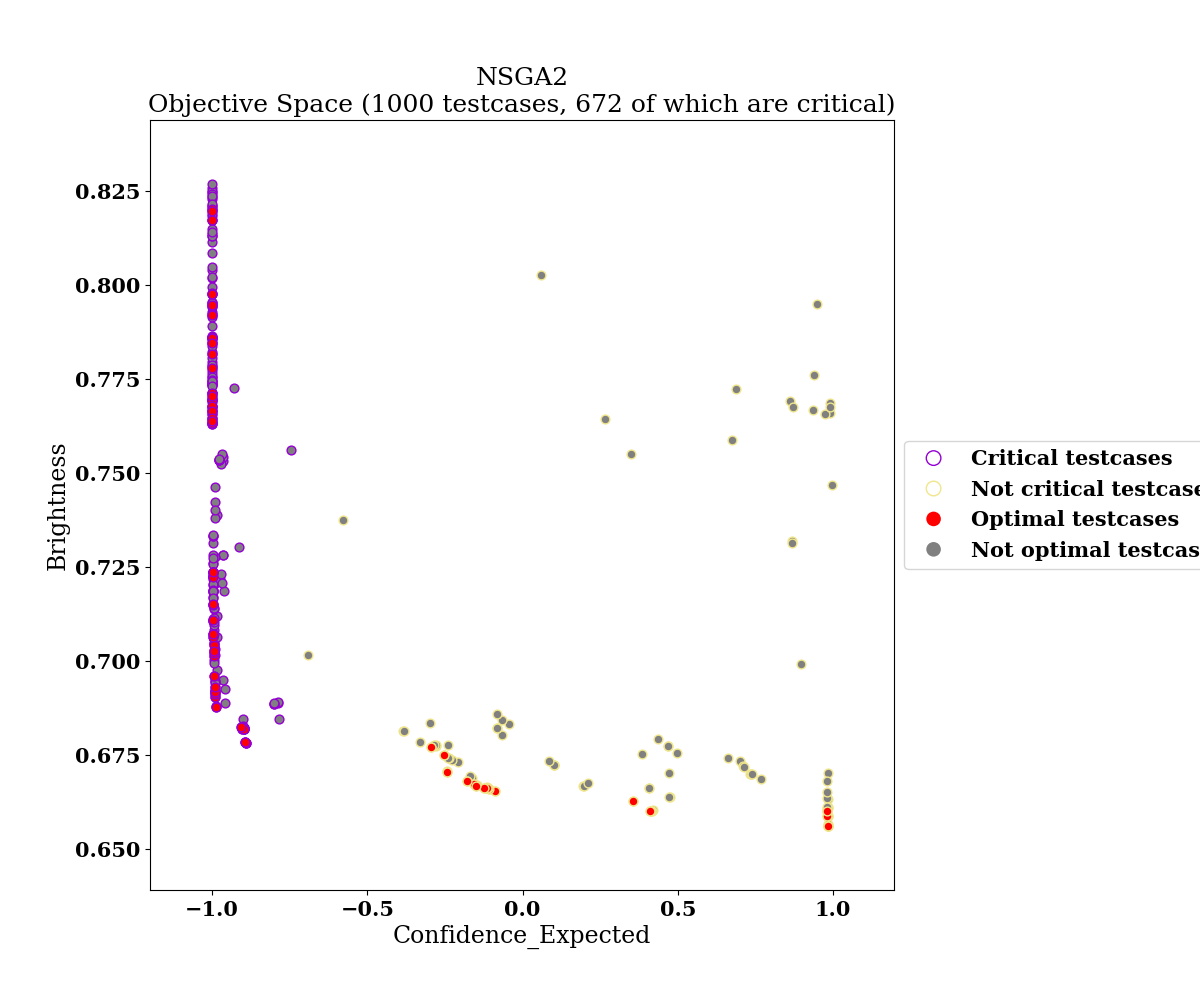 NSGA2
Objective Space (1000 testcases, 672 of which are critical)
0.825
0.800
0.775
0.750
0.725
0.700
0.675
0.650
Brightness
−1.0
−0.5
0.0
0.5
1.0
Confidence_Expected
Critical testcases
Not critical testcase
Optimal testcases
Not optimal testcas